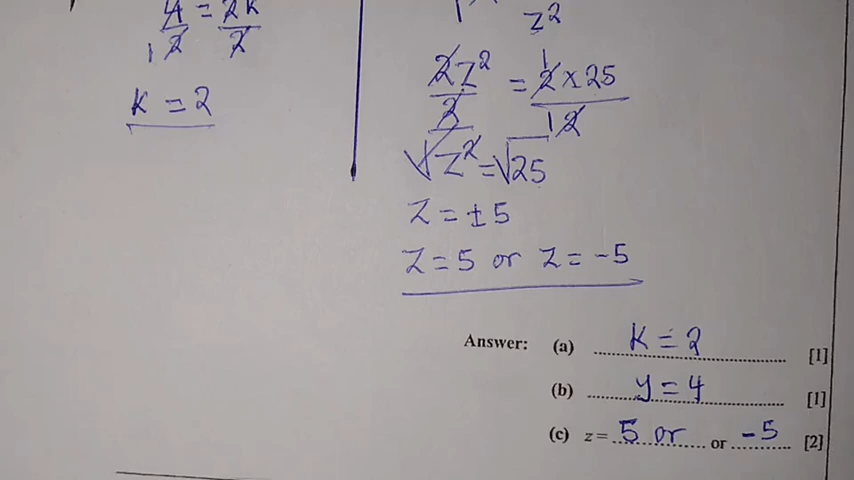 4 = 2k
1 2 2
K = 2
z²
2z² = 1 2 x 25
2 1 2
√z² = √25
z = ±5
z = 5 or z = -5
Answer: (a) K = 2 [1]
(b) y = 4 [1]
(c) z = 5 or or -5 [2]